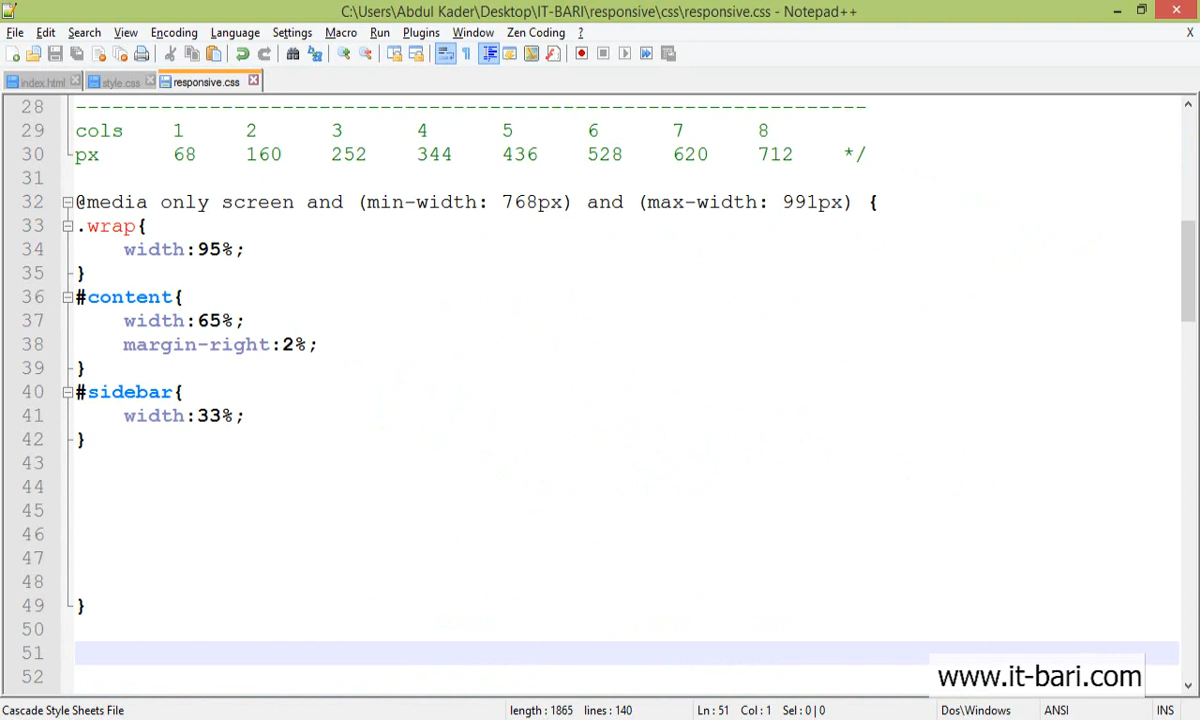 C:\Users\Abdul Kader\Desktop\IT-BARI\responsive\css\responsive.css - Notepad++
File Edit Search View Encoding Language Settings Macro Run Plugins Window Zen Coding ? X
index.html style.css responsive.css
28 -----------------------------------------------------------------
29 cols 1 2 3 4 5 6 7 8
30 px 68 160 252 344 436 528 620 712 */
31
32 @media only screen and (min-width: 768px) and (max-width: 991px) {
33 .wrap{
34 width:95%;
35 }
36 #content{
37 width:65%;
38 margin-right:2%;
39 }
40 #sidebar{
41 width:33%;
42 }
43
44
45
46
47
48
49 }
50
51
52
www.it-bari.com
Cascade Style Sheets File length : 1865 lines : 140 Ln : 51 Col : 1 Sel : 0 | 0 Dos\Windows ANSI INS